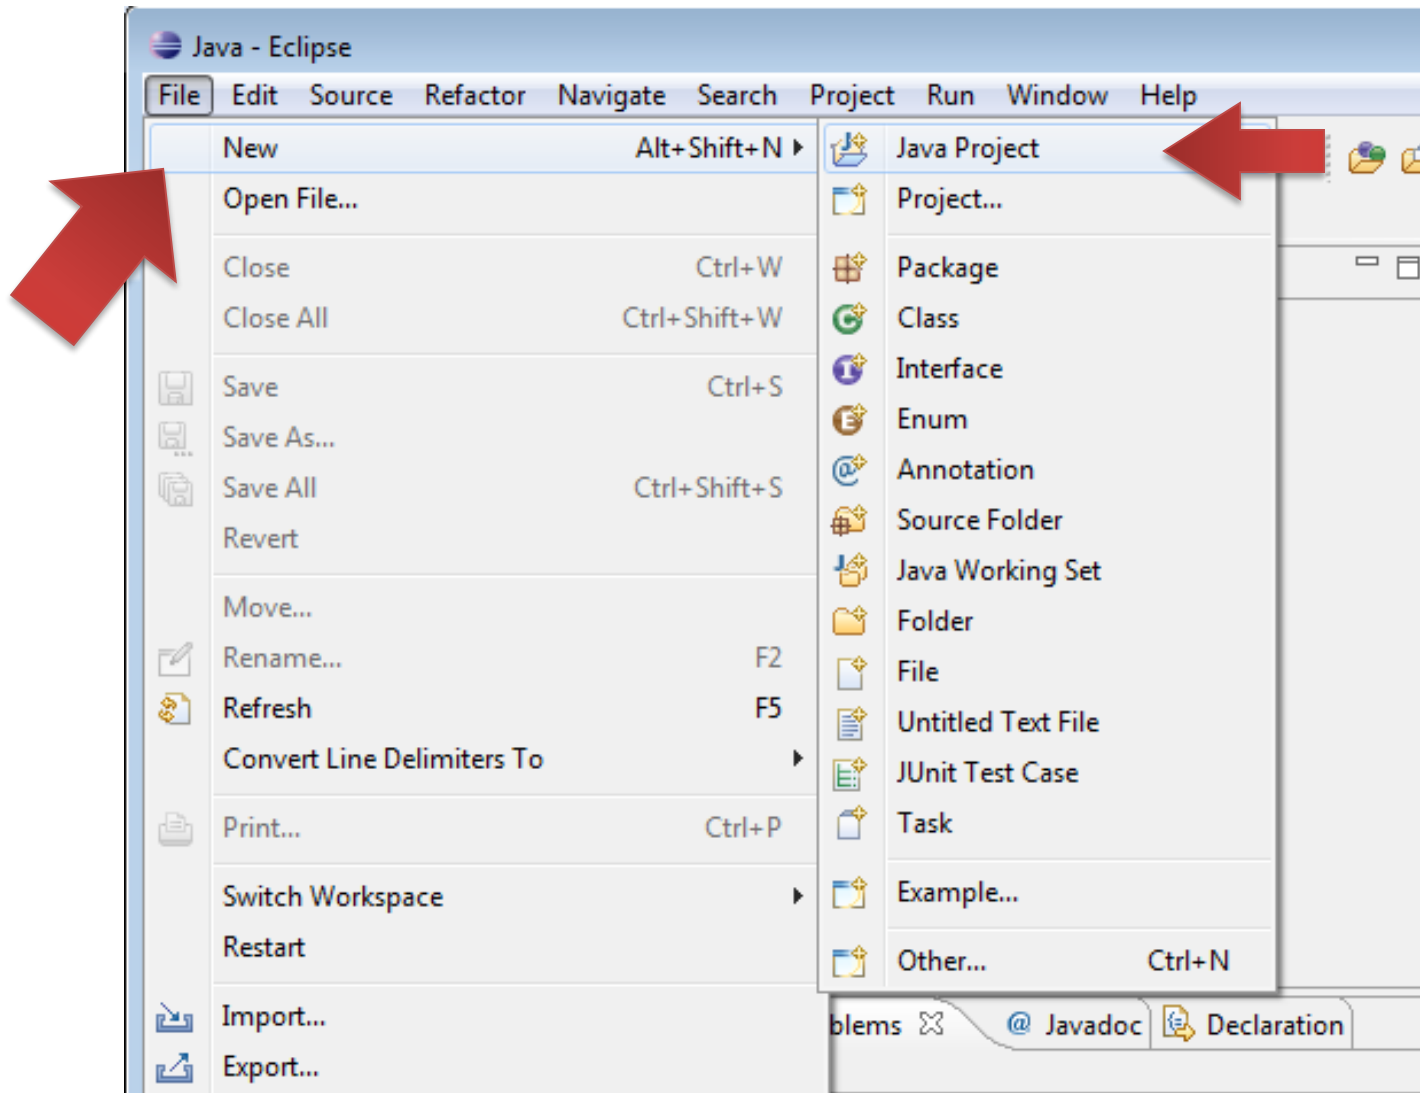 Java - Eclipse
File Edit Source Refactor Navigate Search Project Run Window Help
New Alt+Shift+N
Open File...
Close Ctrl+W
Close All Ctrl+Shift+W
Save Ctrl+S
Save As...
Save All Ctrl+Shift+S
Revert
Move...
Rename... F2
Refresh F5
Convert Line Delimiters To
Print... Ctrl+P
Switch Workspace
Restart
Import...
Export...
Java Project
Project...
Package
Class
Interface
Enum
Annotation
Source Folder
Java Working Set
Folder
File
Untitled Text File
JUnit Test Case
Task
Example...
Other... Ctrl+N
blems @ Javadoc Declaration